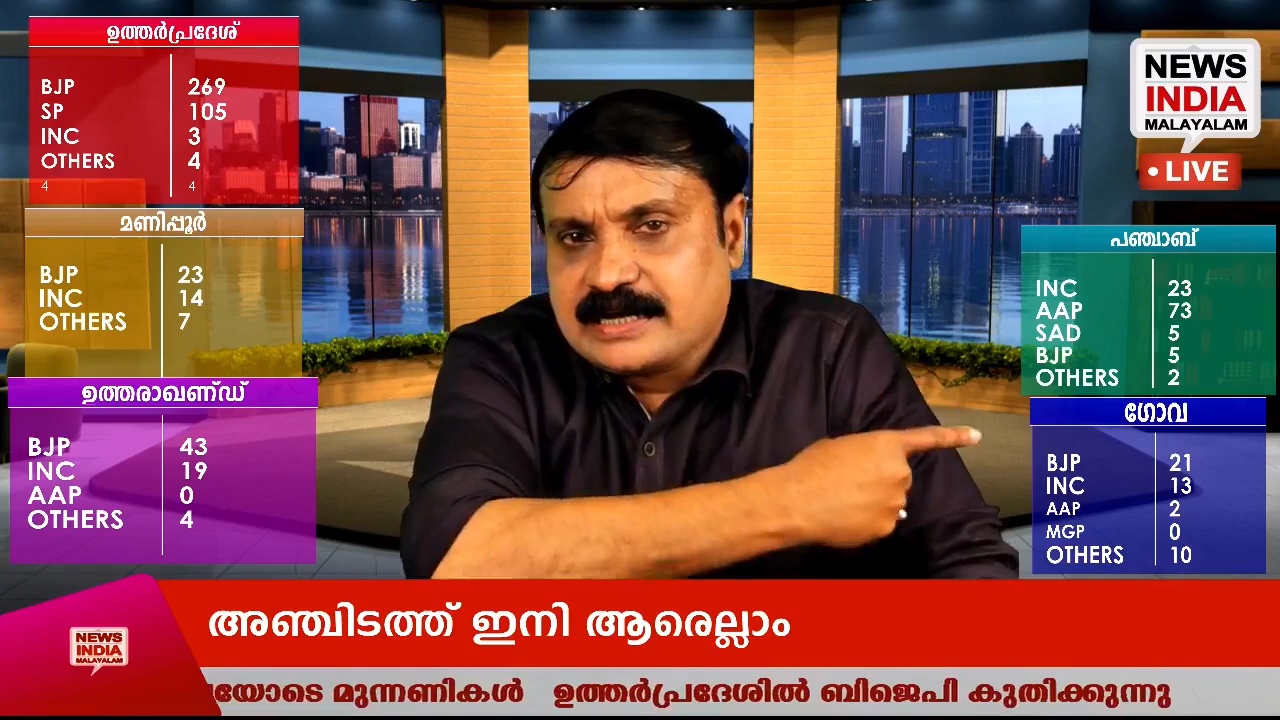 ഉത്തർപ്രദേശ്
BJP 269
SP 105
INC 3
OTHERS 4
4 4
മണിപ്പൂർ
BJP 23
INC 14
OTHERS 7
ഉത്തരാഖണ്ഡ്
BJP 43
INC 19
AAP 0
OTHERS 4
NEWS
INDIA
MALAYALAM
• LIVE
പഞ്ചാബ്
INC 23
AAP 73
SAD 5
BJP 5
OTHERS 2
ഗോവ
BJP 21
INC 13
AAP 2
MGP 0
OTHERS 10
NEWS
INDIA
MALAYALAM
അഞ്ചിടത്ത് ഇനി ആരെല്ലാം
മുന്നണികൾ ഉത്തർപ്രദേശിൽ ബിജെപി കുതിക്കുന്നു